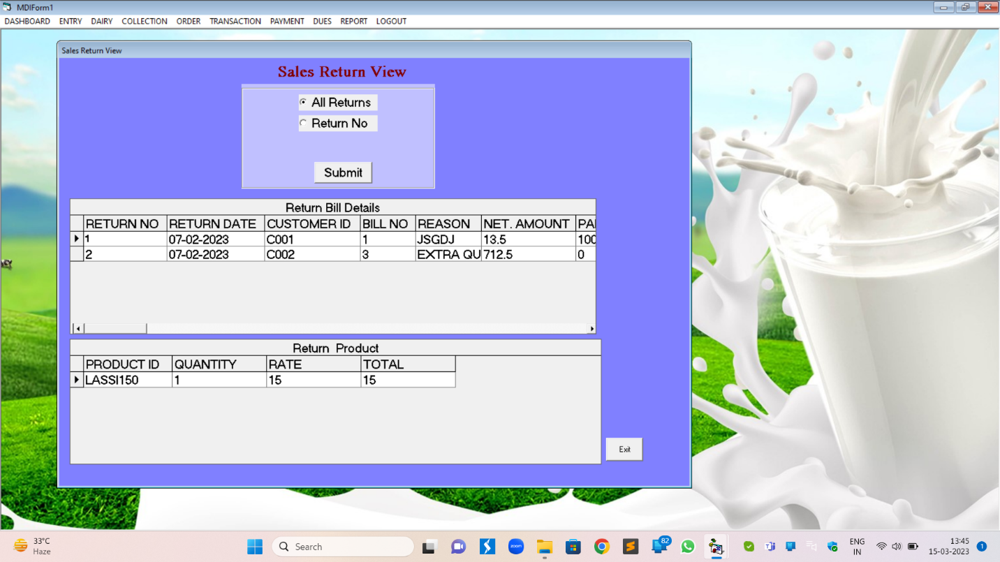 MDIForm1
DASHBOARD ENTRY DAIRY COLLECTION ORDER TRANSACTION PAYMENT DUES REPORT LOGOUT
Sales Return View
Sales Return View
All Returns
Return No
Submit
Return Bill Details
RETURN NO RETURN DATE CUSTOMER ID BILL NO REASON NET. AMOUNT PA
1 07-02-2023 C001 1 JSGDJ 13.5 100
2 07-02-2023 C002 3 EXTRA QU 712.5 0
Return Product
PRODUCT ID QUANTITY RATE TOTAL
LASSI150 1 15 15
Exit
33°C
Haze
Search
zoom
82
ENG
IN
13:45
15-03-2023
1